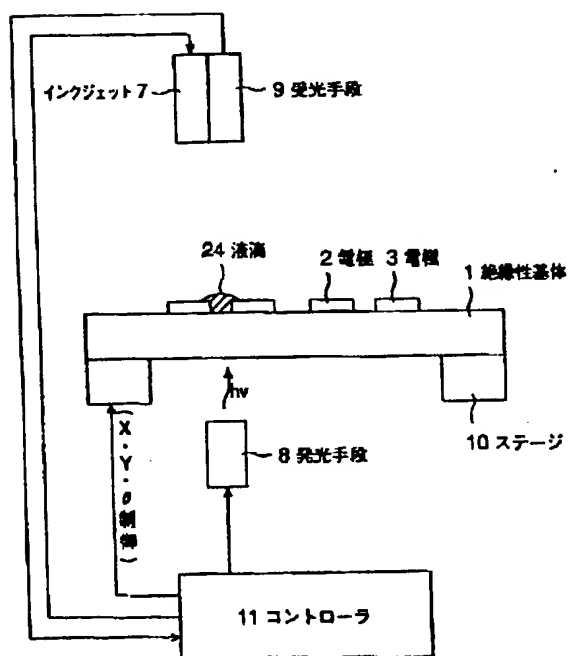 インクジェット 7
9 受光手段
24 液滴
2 電極 3 電極
1 絶縁性基体
hν
10 ステージ
8 発光手段
(X・Y・θ制御)
11 コントローラ